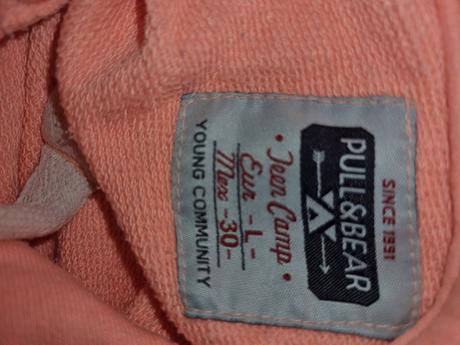 SINCE 1991
PULL&BEAR
• Teen Camp •
Eur - L -
Mex - 30 -
YOUNG COMMUNITY